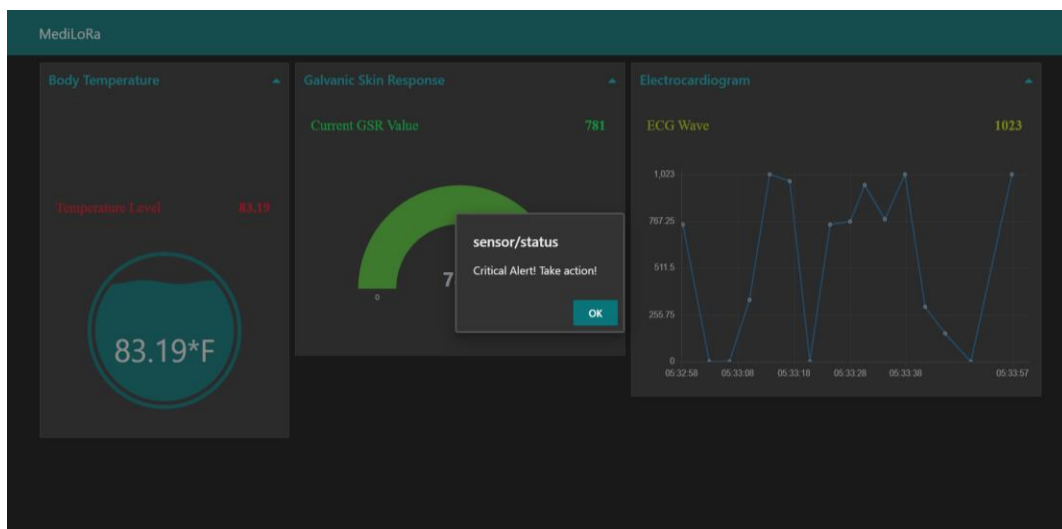 MediLoRa
Body Temperature
Temperature Level 83.19
83.19*F
Galvanic Skin Response
Current GSR Value 781
7
0
sensor/status
Critical Alert! Take action!
OK
Electrocardiogram
ECG Wave 1023
1,023
767.25
511.5
255.75
0
05:32:58 05:33:08 05:33:18 05:33:28 05:33:38 05:33:57